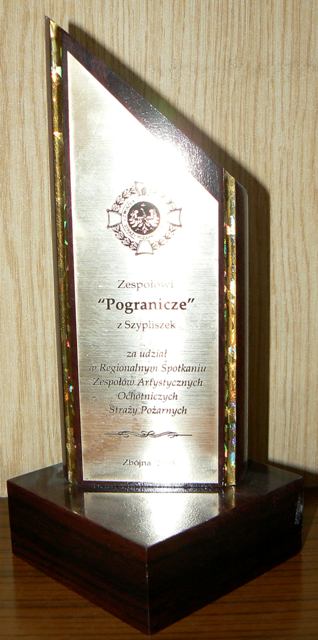 Zespołowi
"Pogranicze"
z Szypliszek
za udział
w Regionalnym Spotkaniu
Zespołów Artystycznych
Ochotniczych
Straży Pożarnych
Zbójna